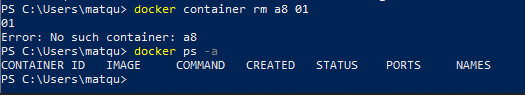 PS C:\Users\matqu> docker container rm a8 01
01
Error: No such container: a8
PS C:\Users\matqu> docker ps -a
CONTAINER ID   IMAGE     COMMAND   CREATED   STATUS    PORTS     NAMES
PS C:\Users\matqu>